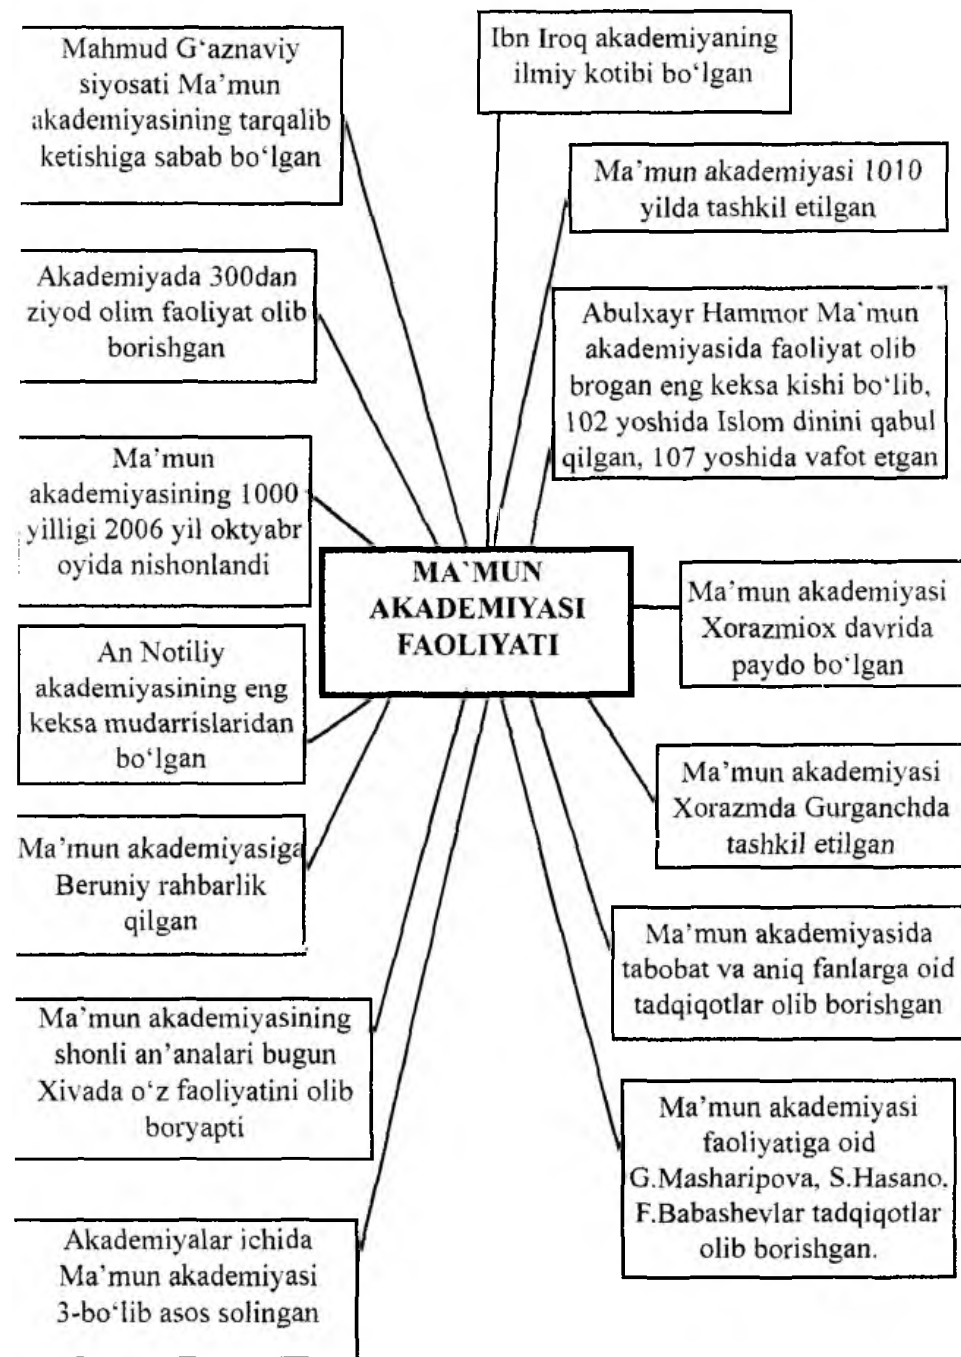 Mahmud G‘aznaviy
siyosati Ma’mun
akademiyasining tarqalib
ketishiga sabab bo‘lgan
Ibn Iroq akademiyaning
ilmiy kotibi bo‘lgan
Ma’mun akademiyasi 1010
yilda tashkil etilgan
Akademiyada 300dan
ziyod olim faoliyat olib
borishgan
Abulxayr Hammor Ma`mun
akademiyasida faoliyat olib
brogan eng keksa kishi bo‘lib,
102 yoshida Islom dinini qabul
qilgan, 107 yoshida vafot etgan
Ma’mun
akademiyasining 1000
yilligi 2006 yil oktyabr
oyida nishonlandi
MA`MUN
AKADEMIYASI
FAOLIYATI
Ma’mun akademiyasi
Xorazmiox davrida
paydo bo‘lgan
An Notiliy
akademiyasining eng
keksa mudarrislaridan
bo‘lgan
Ma’mun akademiyasi
Xorazmda Gurganchda
tashkil etilgan
Ma’mun akademiyasiga
Beruniy rahbarlik
qilgan
Ma’mun akademiyasida
tabobat va aniq fanlarga oid
tadqiqotlar olib borishgan
Ma’mun akademiyasining
shonli an’analari bugun
Xivada o‘z faoliyatini olib
boryapti
Ma’mun akademiyasi
faoliyatiga oid
G.Masharipova, S.Hasano.
F.Babashevlar tadqiqotlar
olib borishgan.
Akademiyalar ichida
Ma’mun akademiyasi
3-bo‘lib asos solingan